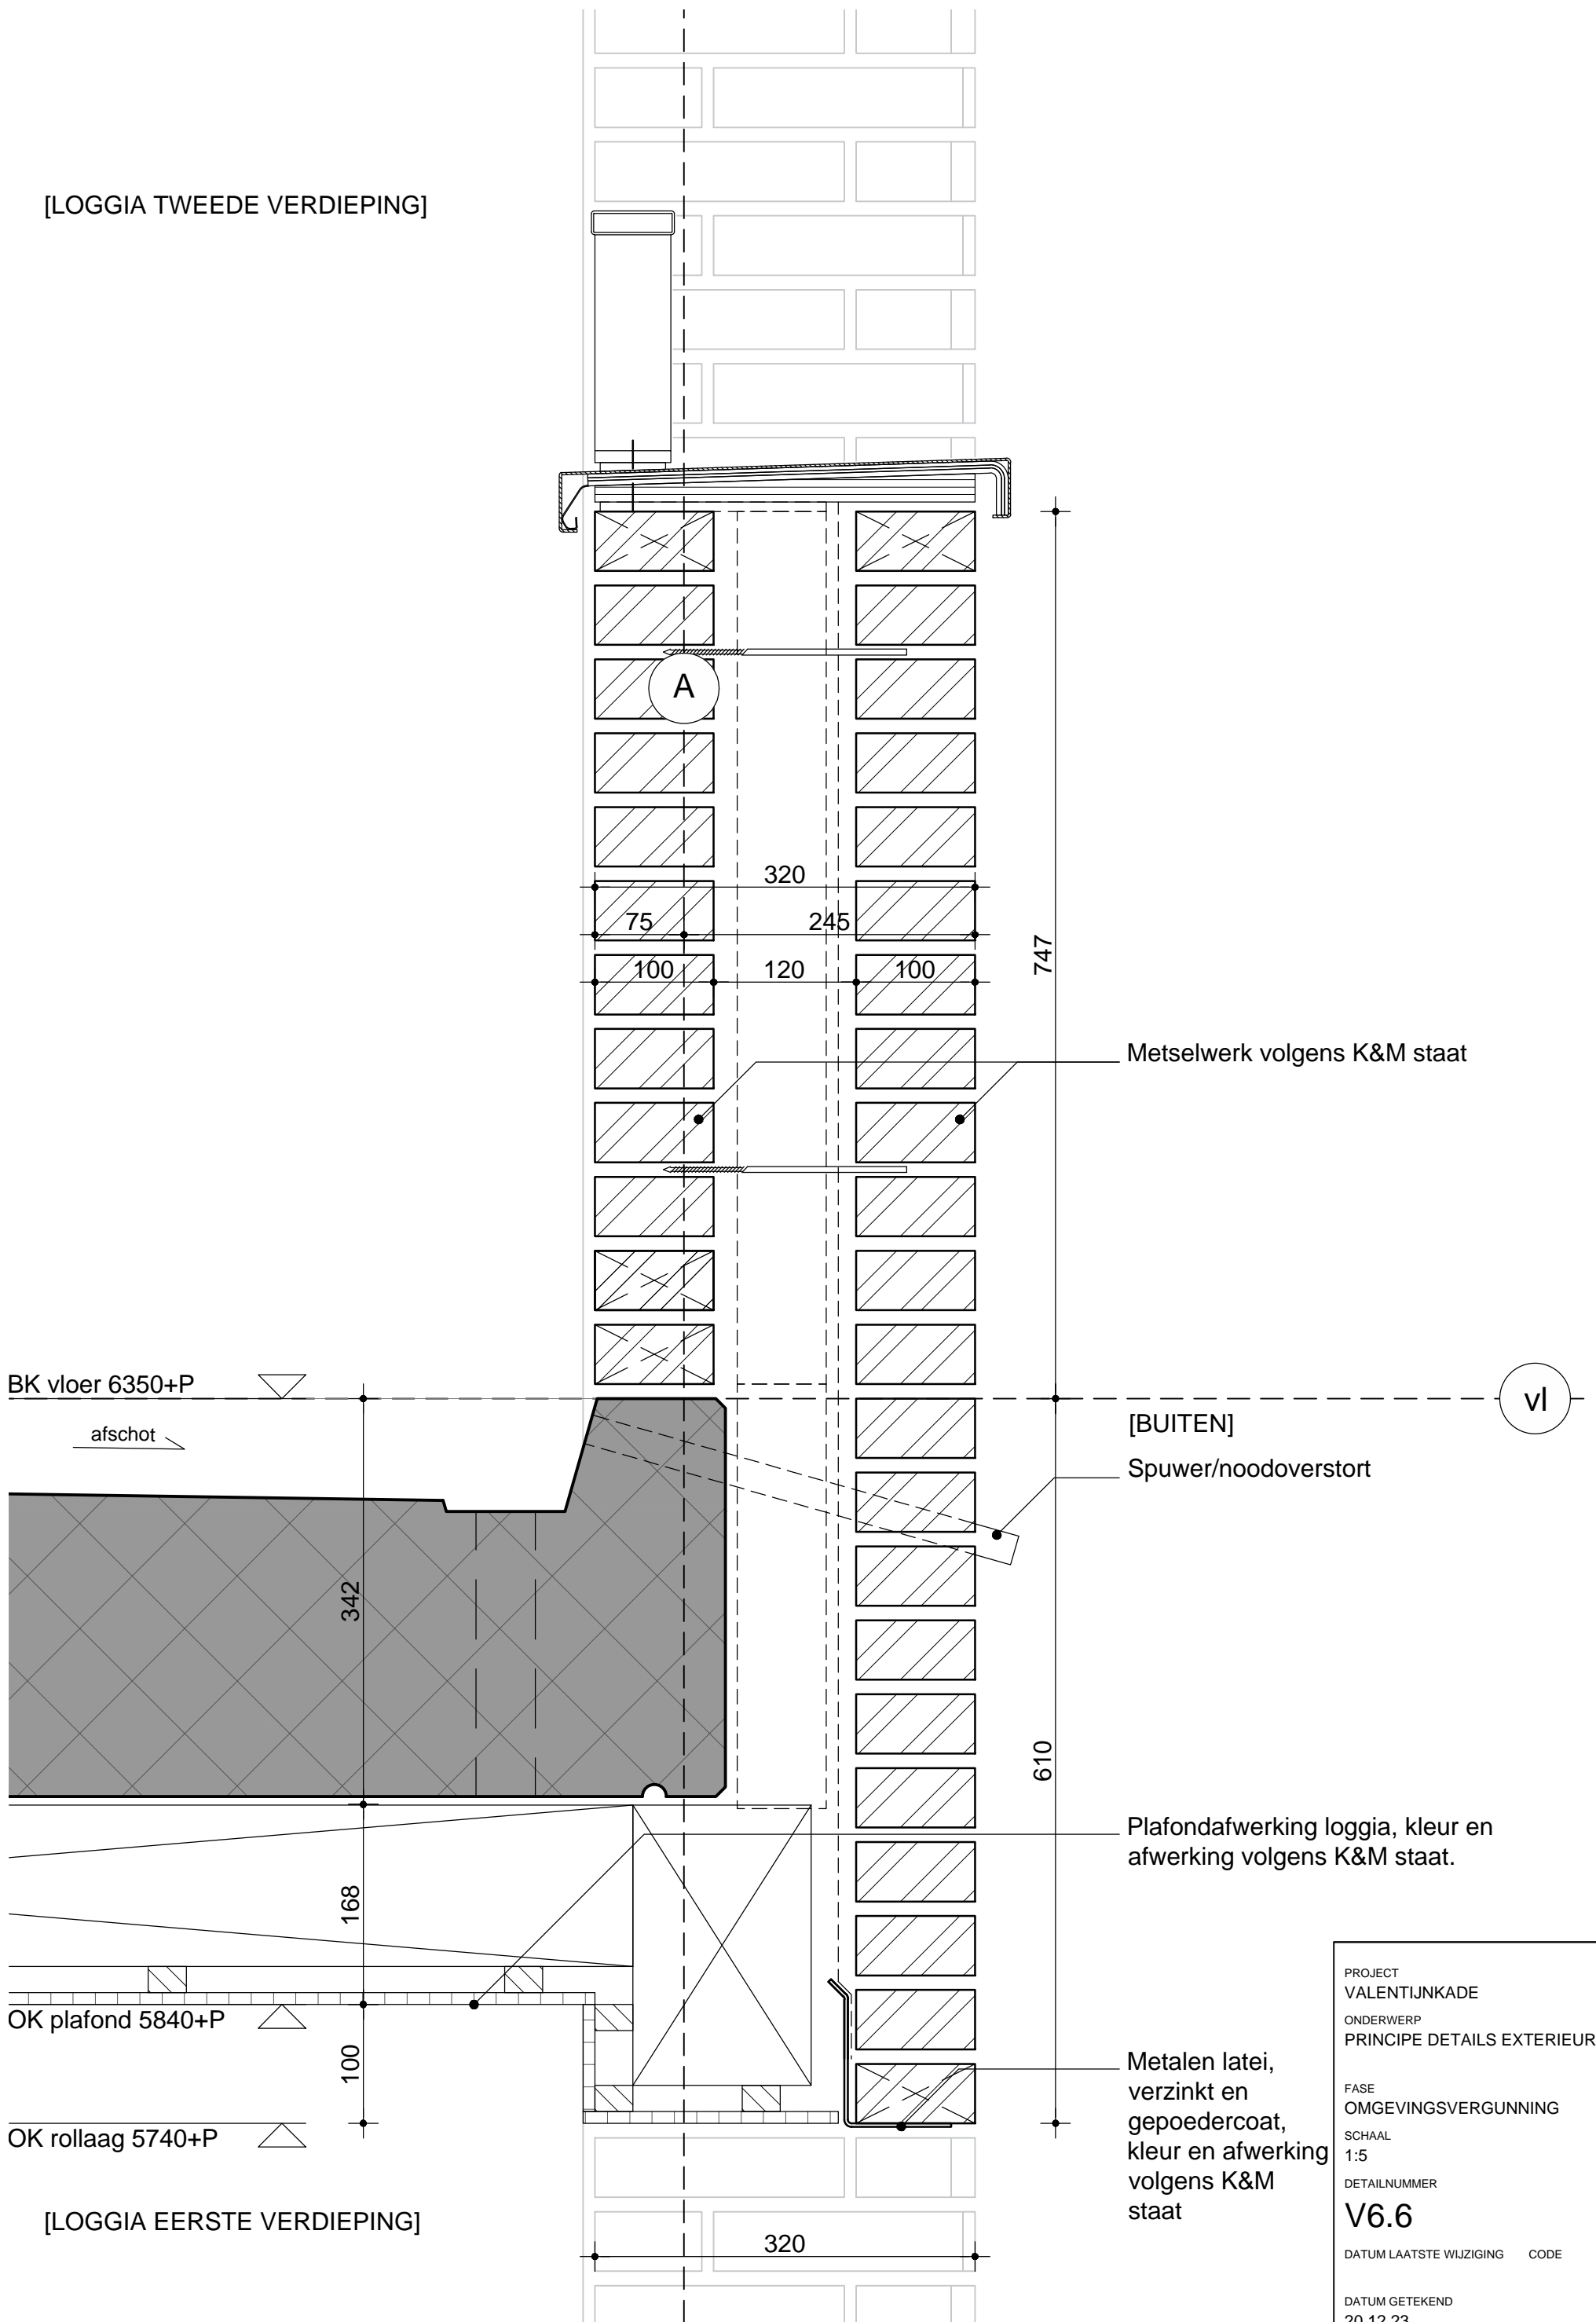 [LOGGIA TWEEDE VERDIEPING]
A
320
75
245
100
120
100
747
Metselwerk volgens K&M staat
BK vloer 6350+P
afschot
vl
[BUITEN]
Spuwer/noodoverstort
342
610
Plafondafwerking loggia, kleur en
afwerking volgens K&M staat.
168
OK plafond 5840+P
100
OK rollaag 5740+P
Metalen latei,
verzinkt en
gepoedercoat,
kleur en afwerking
volgens K&M
staat
[LOGGIA EERSTE VERDIEPING]
320
PROJECT
VALENTIJNKADE
ONDERWERP
PRINCIPE DETAILS EXTERIEUR
FASE
OMGEVINGSVERGUNNING
SCHAAL
1:5
DETAILNUMMER
V6.6
DATUM LAATSTE WIJZIGING CODE
DATUM GETEKEND
20.12.23